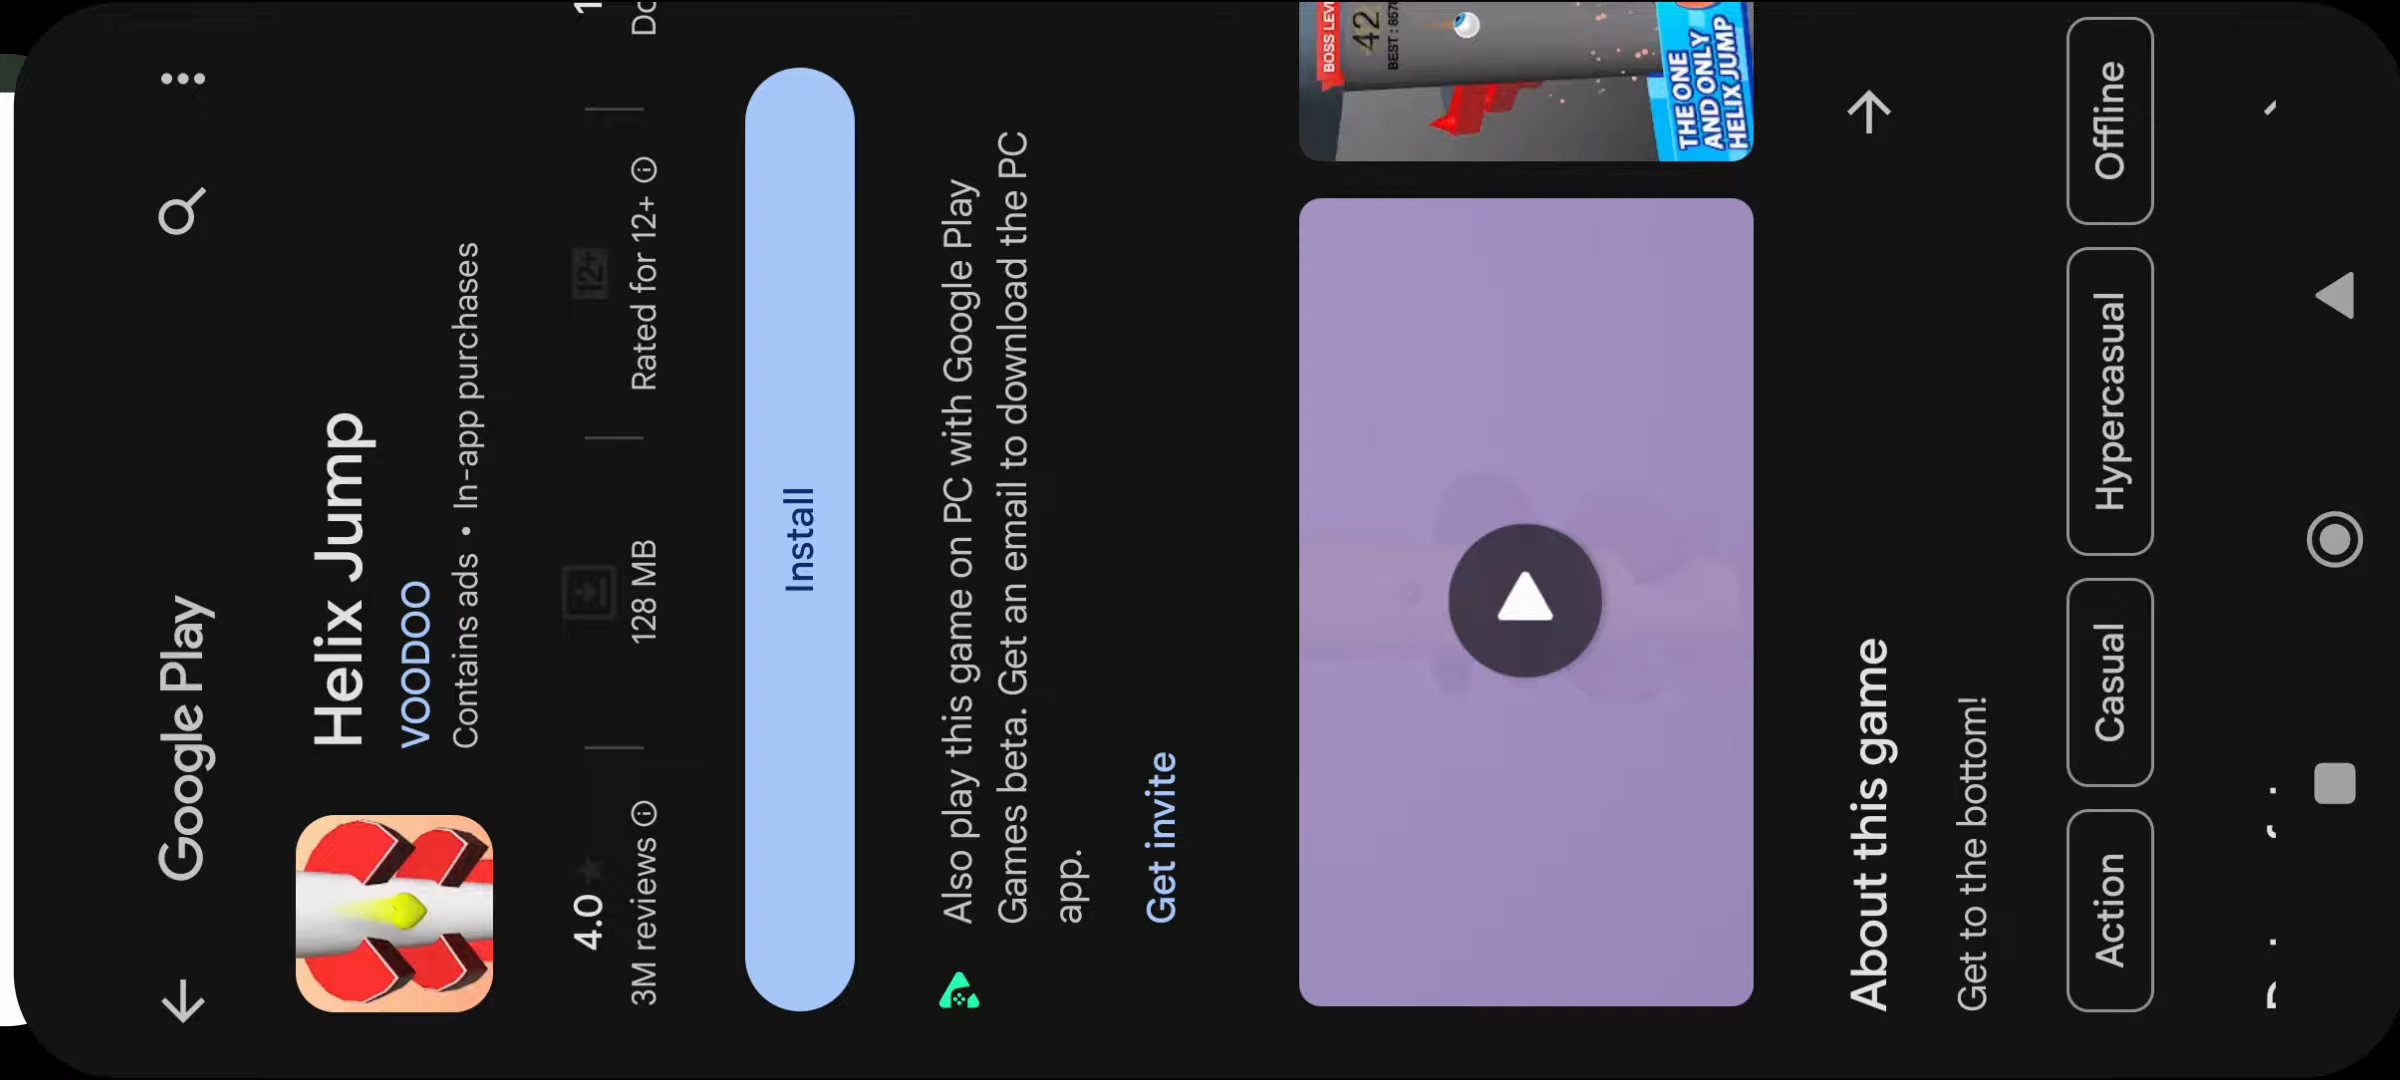 Google Play
Helix Jump
VOODOO
Contains ads • In-app purchases
4.0
3M reviews
128 MB
12+
Rated for 12+
Install
Also play this game on PC with Google Play
Games beta. Get an email to download the PC
app.
Get invite
42
THE ONE
AND ONLY
HELIX JUMP
About this game
Get to the bottom!
Action
Casual
Hypercasual
Offline